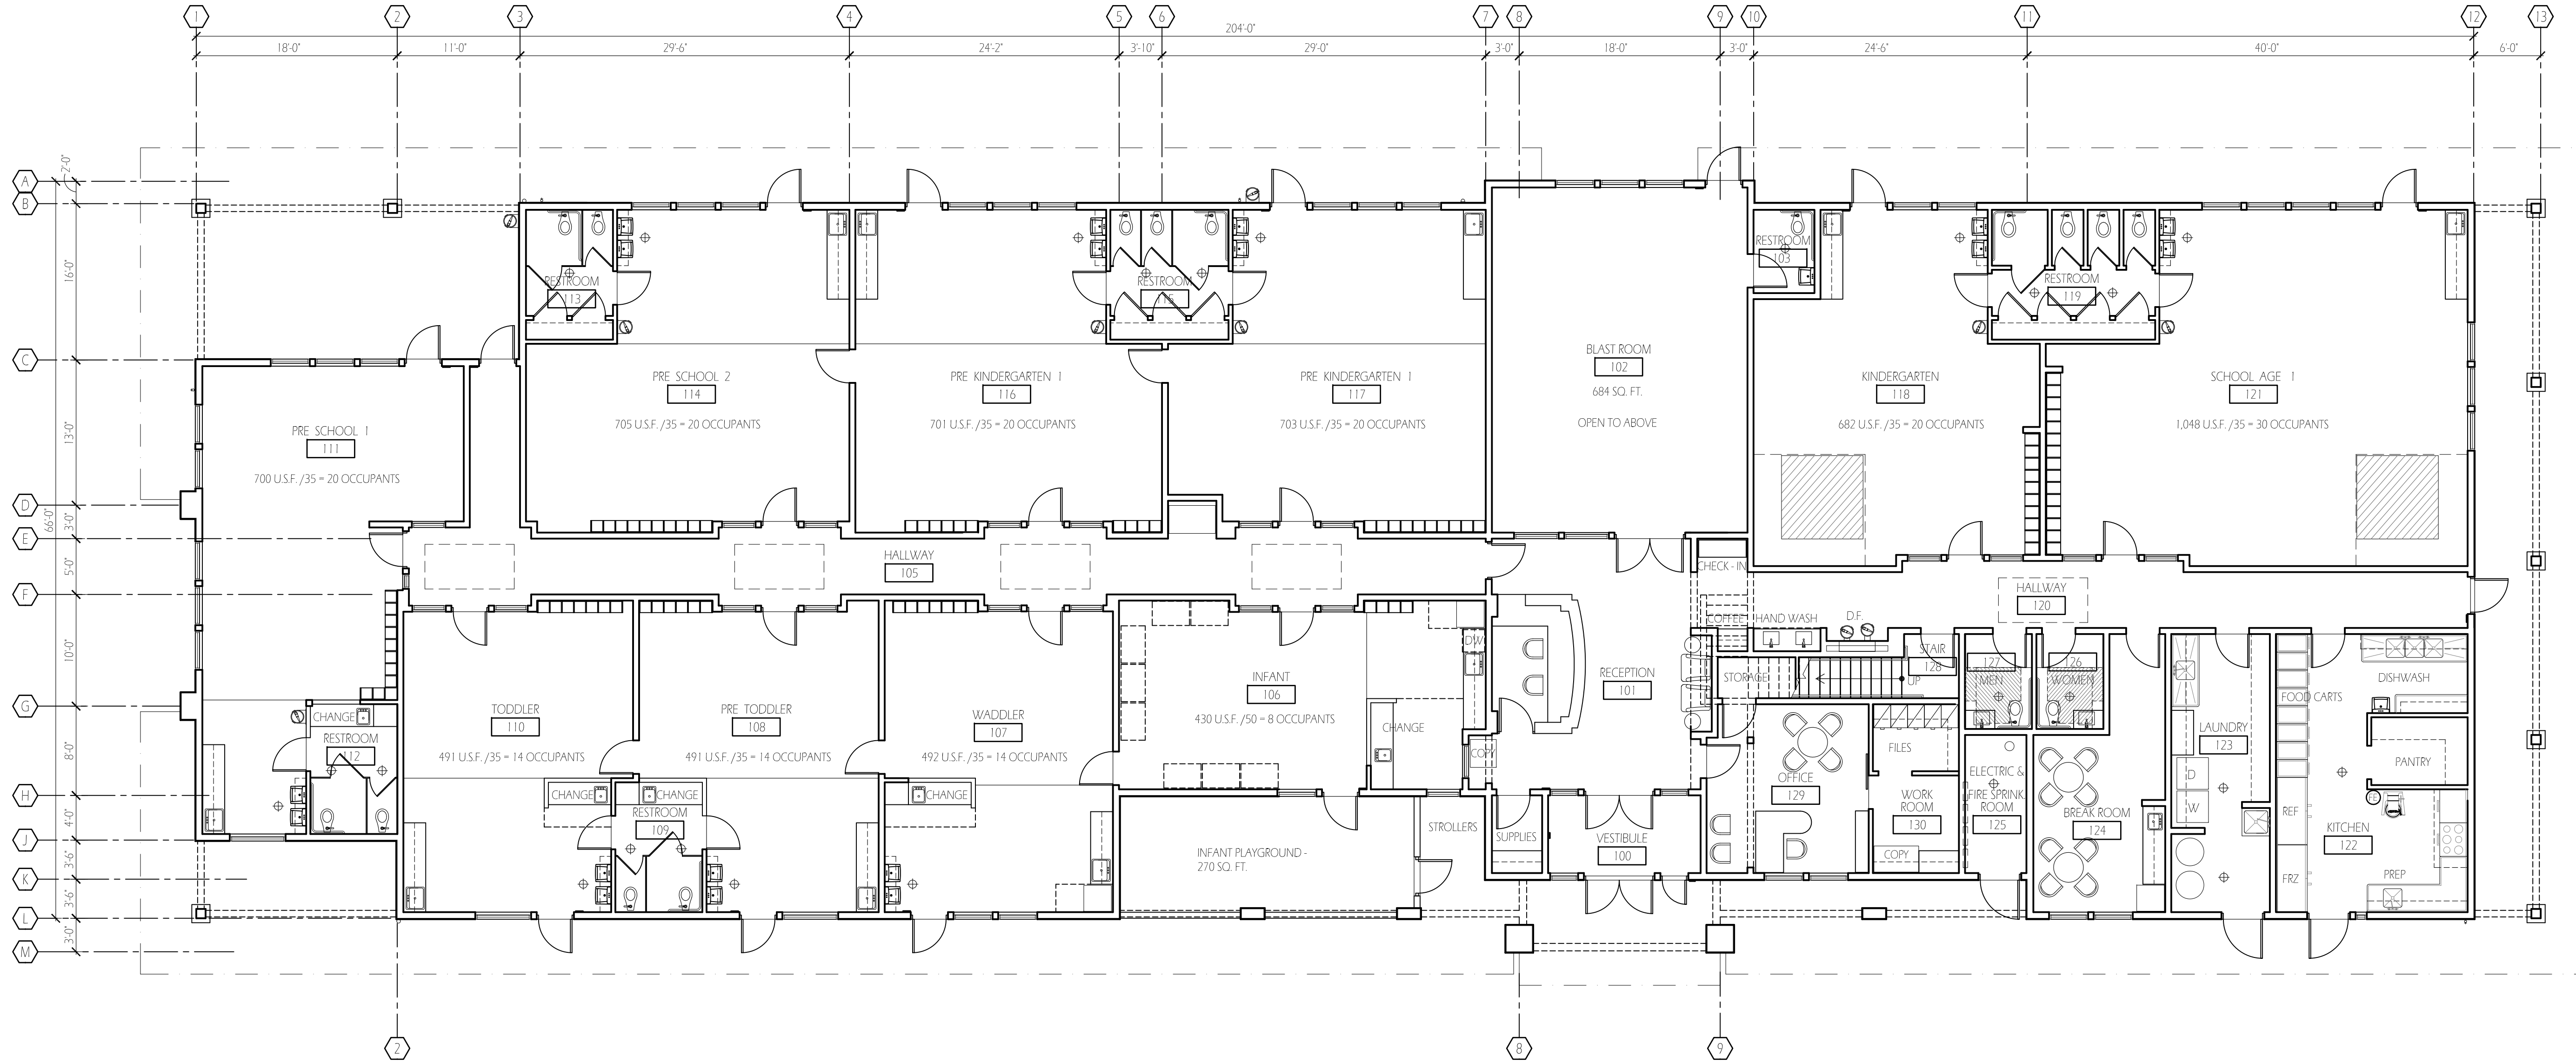 1 2 3 4 5 6 7 8 9 10 11 12 13
204'-0"
18'-0" 11'-0" 29'-6" 24'-2" 3'-10" 29'-0" 3'-0" 18'-0" 3'-0" 24'-6" 40'-0" 6'-0"
A
B
C
D
E
F
G
H
J
K
L
M
2'-0"
16'-0"
13'-0"
66'-0"
3'-0"
5'-0"
10'-0"
8'-0"
4'-0"
3'-6"
3'-6"
3'-0"
RESTROOM
113
RESTROOM
115
RESTROOM
103
RESTROOM
119
PRE SCHOOL 1
111
700 U.S.F. /35 = 20 OCCUPANTS
PRE SCHOOL 2
114
705 U.S.F. /35 = 20 OCCUPANTS
PRE KINDERGARTEN 1
116
701 U.S.F. /35 = 20 OCCUPANTS
PRE KINDERGARTEN 1
117
703 U.S.F. /35 = 20 OCCUPANTS
BLAST ROOM
102
684 SQ. FT.
OPEN TO ABOVE
KINDERGARTEN
118
682 U.S.F. /35 = 20 OCCUPANTS
SCHOOL AGE 1
121
1,048 U.S.F. /35 = 30 OCCUPANTS
HALLWAY
105
CHECK - IN
COFFEE
HAND WASH
D.F.
HALLWAY
120
CHANGE
RESTROOM
112
TODDLER
110
491 U.S.F. /35 = 14 OCCUPANTS
CHANGE
PRE TODDLER
108
491 U.S.F. /35 = 14 OCCUPANTS
CHANGE
RESTROOM
109
WADDLER
107
492 U.S.F. /35 = 14 OCCUPANTS
CHANGE
INFANT
106
430 U.S.F. /50 = 8 OCCUPANTS
DW
CHANGE
COPY
INFANT PLAYGROUND -
270 SQ. FT.
STROLLERS
SUPPLIES
RECEPTION
101
VESTIBULE
100
STORAGE
STAIR
128
UP
127
MEN
126
WOMEN
OFFICE
129
FILES
WORK
ROOM
130
COPY
ELECTRIC &
FIRE SPRINK.
ROOM
125
BREAK ROOM
124
LAUNDRY
123
D
W
FOOD CARTS
DISHWASH
PANTRY
FE
REF
KITCHEN
122
FRZ
PREP
2 8 9